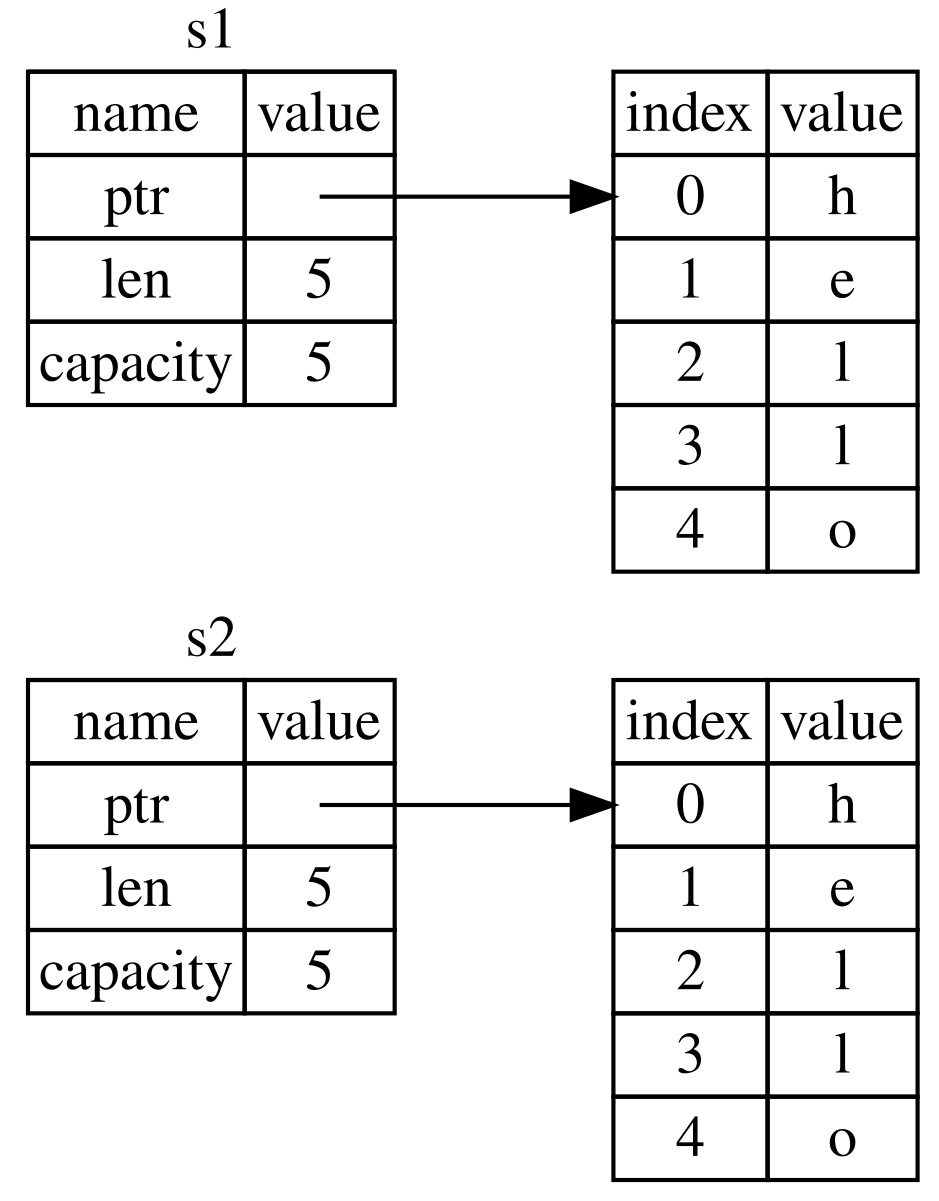 s1
name value
ptr
len 5
capacity 5
index value
0 h
1 e
2 l
3 l
4 o
s2
name value
ptr
len 5
capacity 5
index value
0 h
1 e
2 l
3 l
4 o